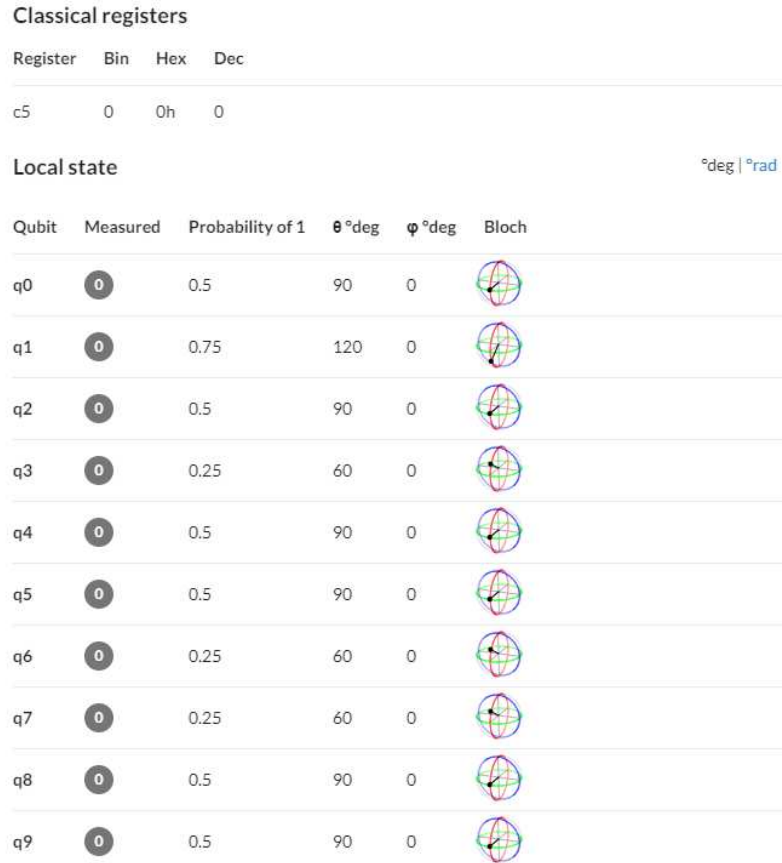 Classical registers
Register Bin Hex Dec
c5 0 0h 0
Local state °deg | °rad
Qubit Measured Probability of 1 θ °deg φ °deg Bloch
q0 0 0.5 90 0
q1 0 0.75 120 0
q2 0 0.5 90 0
q3 0 0.25 60 0
q4 0 0.5 90 0
q5 0 0.5 90 0
q6 0 0.25 60 0
q7 0 0.25 60 0
q8 0 0.5 90 0
q9 0 0.5 90 0